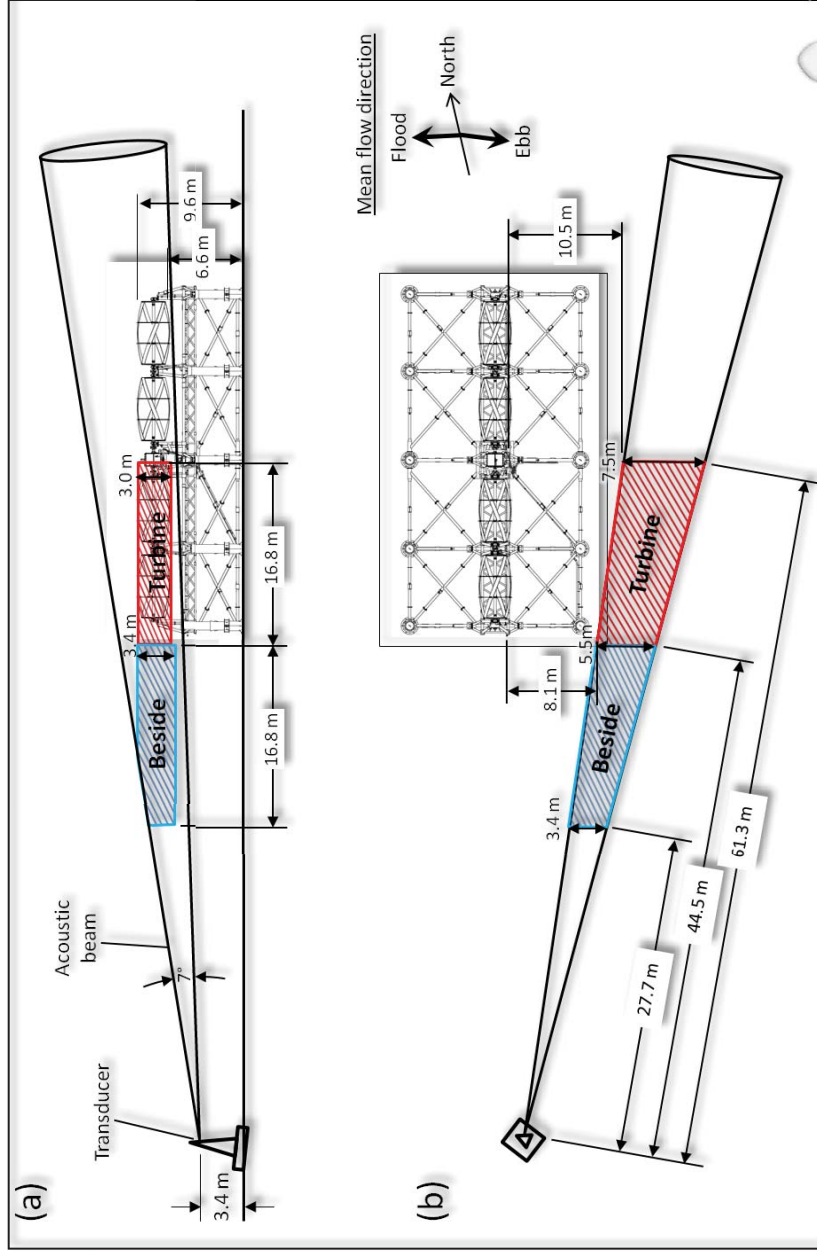 (a)
Transducer
3.4 m
Acoustic
beam
7°
Beside
3.4 m
Turbine
3.0 m
16.8 m
16.8 m
6.6 m
9.6 m
(b)
Mean flow direction
Flood
North
Ebb
8.1 m
10.5 m
3.4 m
Beside
5.5m
Turbine
7.5m
27.7 m
44.5 m
61.3 m